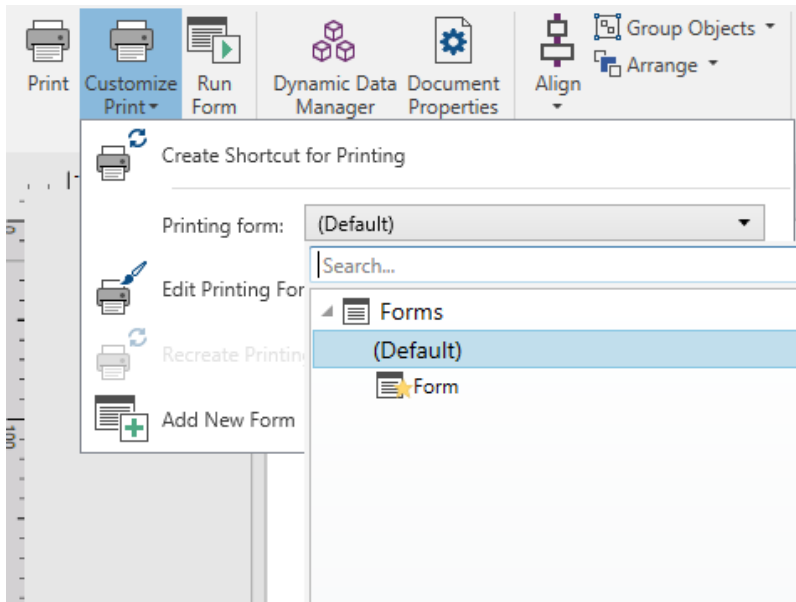 Print
Customize
Print
Run
Form
Dynamic Data
Manager
Document
Properties
Align
Group Objects
Arrange
Create Shortcut for Printing
Printing form:
(Default)
Search...
Edit Printing For
Forms
(Default)
Recreate Printin
Form
Add New Form